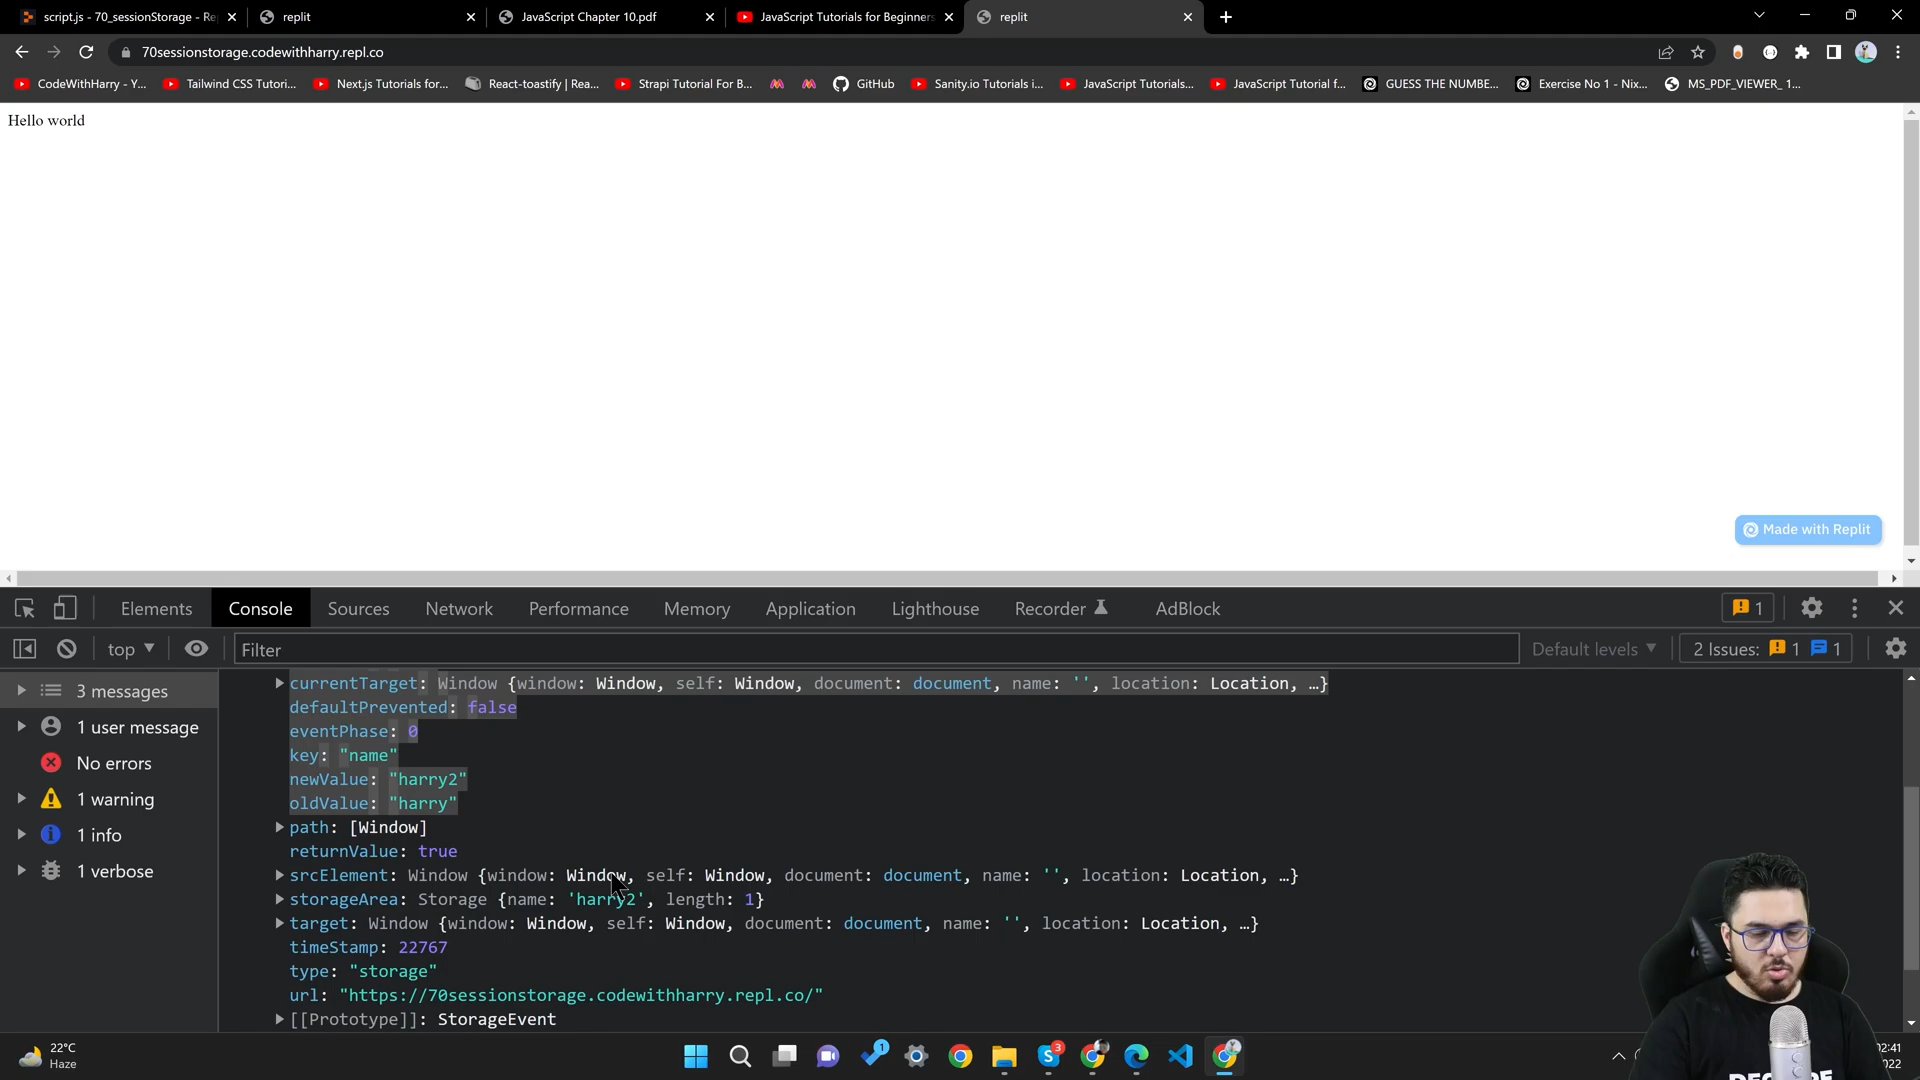 script.js - 70_sessionStorage - Re
replit
JavaScript Chapter 10.pdf
JavaScript Tutorials for Beginners
replit
70sessionstorage.codewithharry.repl.co
CodeWithHarry - Y...
Tailwind CSS Tutori...
Next.js Tutorials for...
React-toastify | Rea...
Strapi Tutorial For B...
GitHub
Sanity.io Tutorials i...
JavaScript Tutorials...
JavaScript Tutorial f...
GUESS THE NUMBE...
Exercise No 1 - Nix...
MS_PDF_VIEWER_ 1...
Hello world
Made with Replit
Elements
Console
Sources
Network
Performance
Memory
Application
Lighthouse
Recorder
AdBlock
1
top
Filter
Default levels
2 Issues: 1 1
3 messages
1 user message
No errors
1 warning
1 info
1 verbose
currentTarget: Window {window: Window, self: Window, document: document, name: '', location: Location, …}
defaultPrevented: false
eventPhase: 0
key: "name"
newValue: "harry2"
oldValue: "harry"
path: [Window]
returnValue: true
srcElement: Window {window: Window, self: Window, document: document, name: '', location: Location, …}
storageArea: Storage {name: 'harry2', length: 1}
target: Window {window: Window, self: Window, document: document, name: '', location: Location, …}
timeStamp: 22767
type: "storage"
url: "https://70sessionstorage.codewithharry.repl.co/"
[[Prototype]]: StorageEvent
22°C
Haze
1
3
02:41